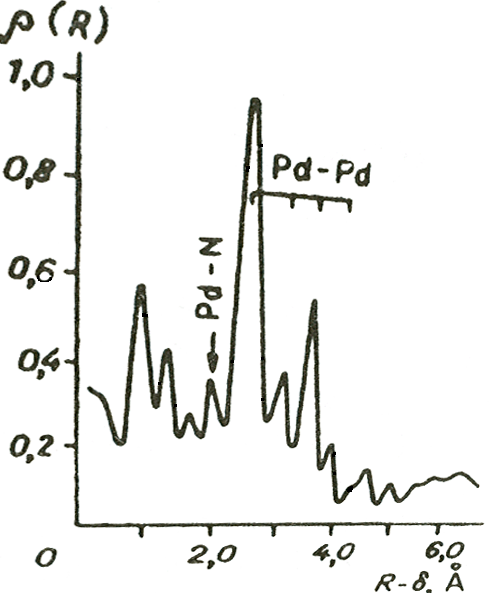 ρ (R)
1,0
0,8
Pd-Pd
0,6
Pd-N
0,4
0,2
0
2,0
4,0
6,0
R-δ, Å